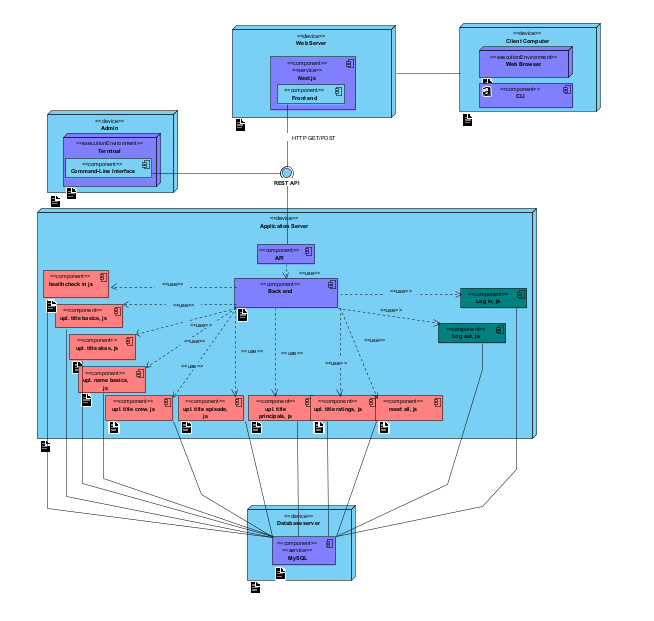 <<device>>
Web Server
<<component>>
<<service>>
Next.js
<<component>>
Front end
<<device>>
Client Computer
<<executionEnvironment>>
Web Browser
<<component>>
CLI
HTTP GET/POST
<<device>>
Admin
<<executionEnvironment>>
Terminal
<<component>>
Command-Line Interface
REST API
<<device>>
Application Server
<<component>>
API
<<use>>
<<component>>
Back end
<<component>>
healthcheck in js
<<use>>
<<component>>
upl. title basics, js
<<use>>
<<component>>
upl. title akas, js
<<use>>
<<component>>
upl. name basics,
js
<<use>>
<<component>>
Log in, js
<<use>>
<<component>>
Log out, js
<<use>>
<<use>>
<<use>>
<<use>>
<<use>>
<<use>>
<<component>>
upl. title crew, js
<<component>>
upl. title episode,
js
<<component>>
upl. title
principals, js
<<component>>
upl. title ratings, js
<<component>>
reset all, js
<<device>>
Database server
<<component>>
<<service>>
MySQL